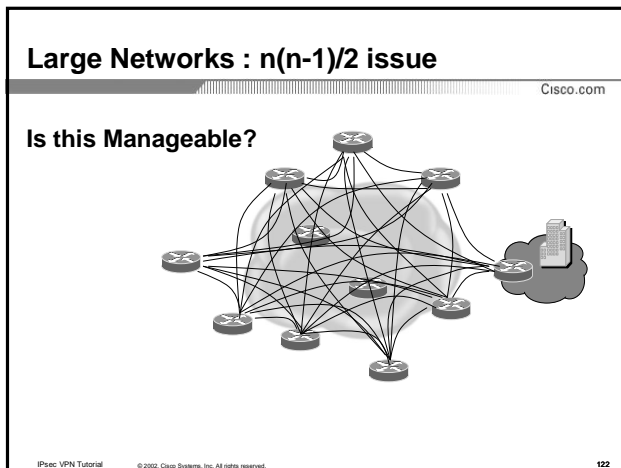 Large Networks : n(n-1)/2 issue
Cisco.com
Is this Manageable?
IPsec VPN Tutorial © 2002, Cisco Systems, Inc. All rights reserved. 122